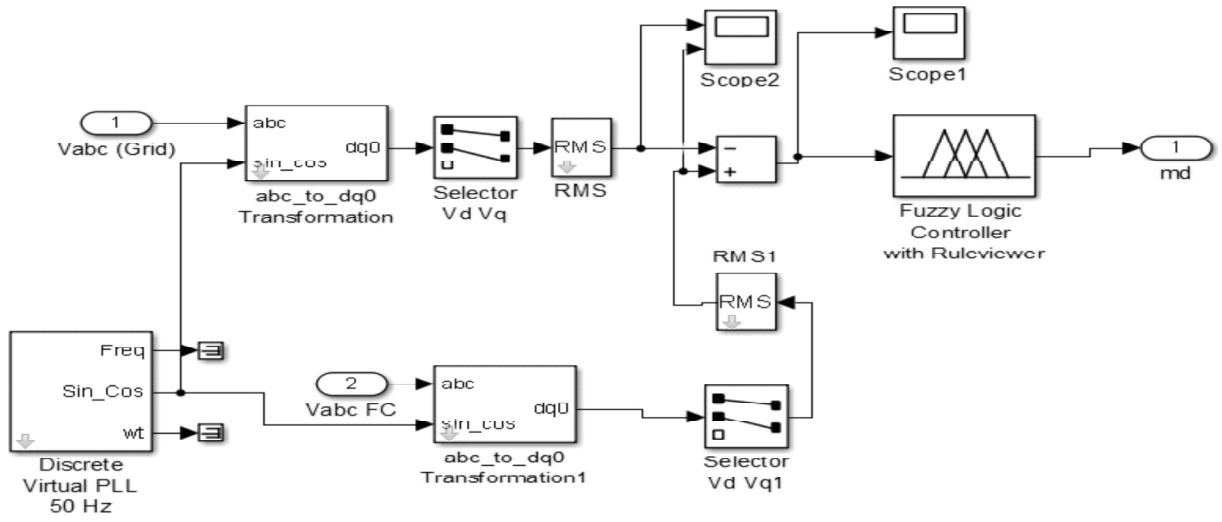 Scope2
Scope1
1
Vabc (Grid)
abc
sin_cos
dq0
abc_to_dq0
Transformation
Selector
Vd Vq
RMS
RMS
−
+
Fuzzy Logic
Controller
with Ruleviewer
1
md
RMS1
RMS
Freq
Sin_Cos
wt
Discrete
Virtual PLL
50 Hz
2
Vabc FC
abc
sin_cos
dq0
abc_to_dq0
Transformation1
Selector
Vd Vq1